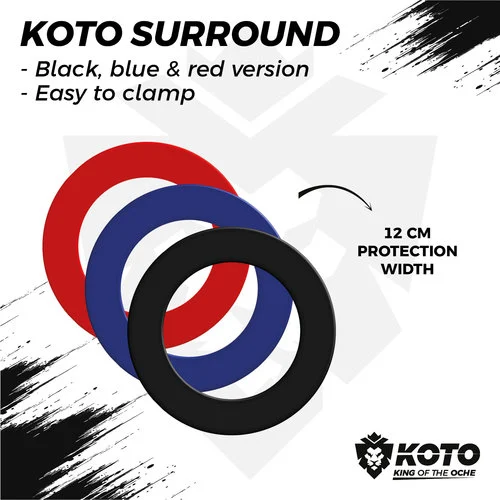 KOTO SURROUND
- Black, blue & red version
- Easy to clamp
12 CM
PROTECTION
WIDTH
KOTO
KING OF THE OCHE